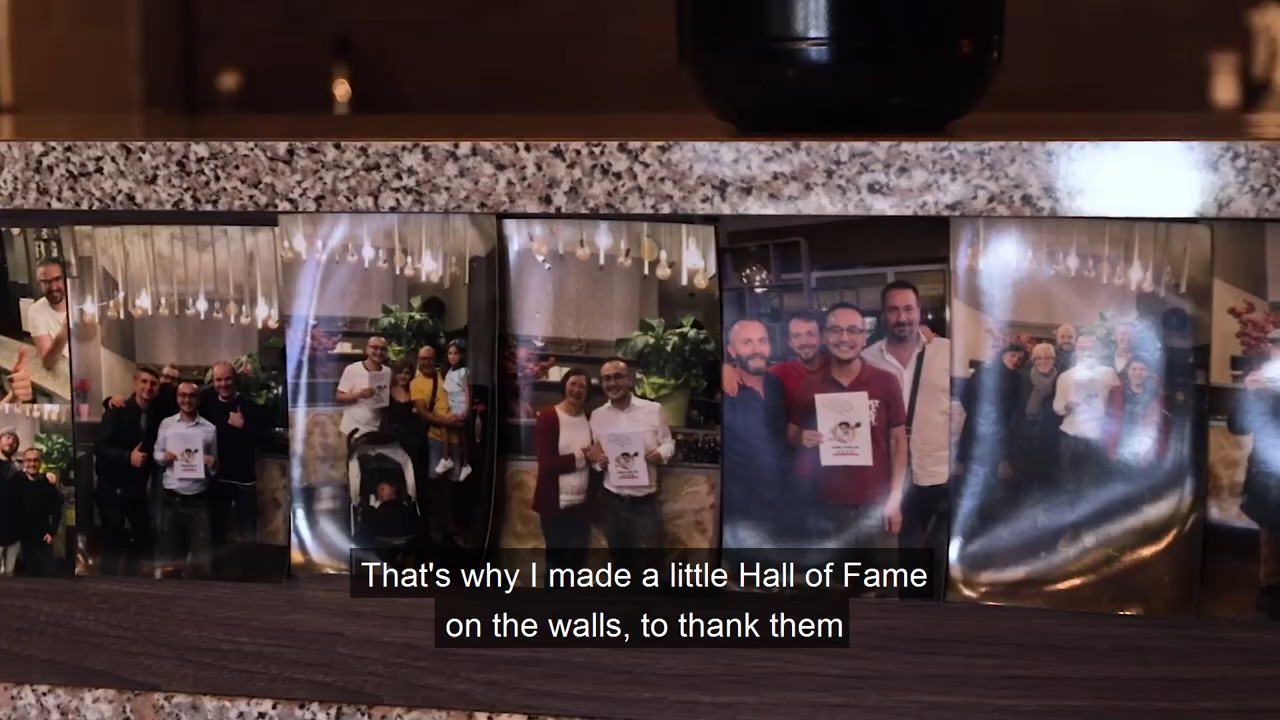 That's why I made a little Hall of Fame
on the walls, to thank them